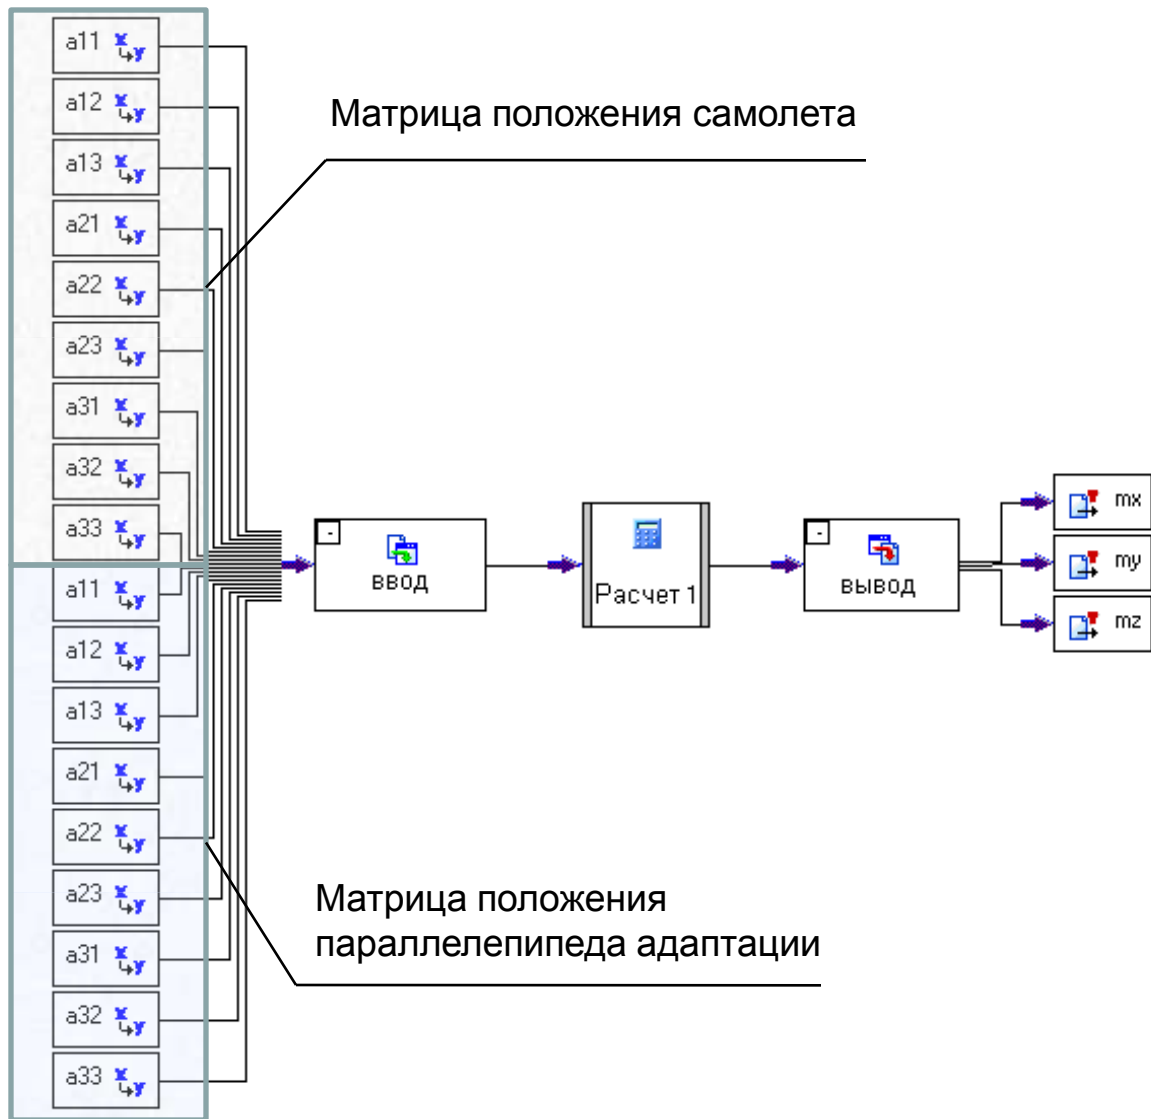 a11
a12
a13
a21
a22
a23
a31
a32
a33
a11
a12
a13
a21
a22
a23
a31
a32
a33
Матрица положения самолета
Матрица положения
параллелепипеда адаптации
ввод
Расчет 1
вывод
mx
my
mz